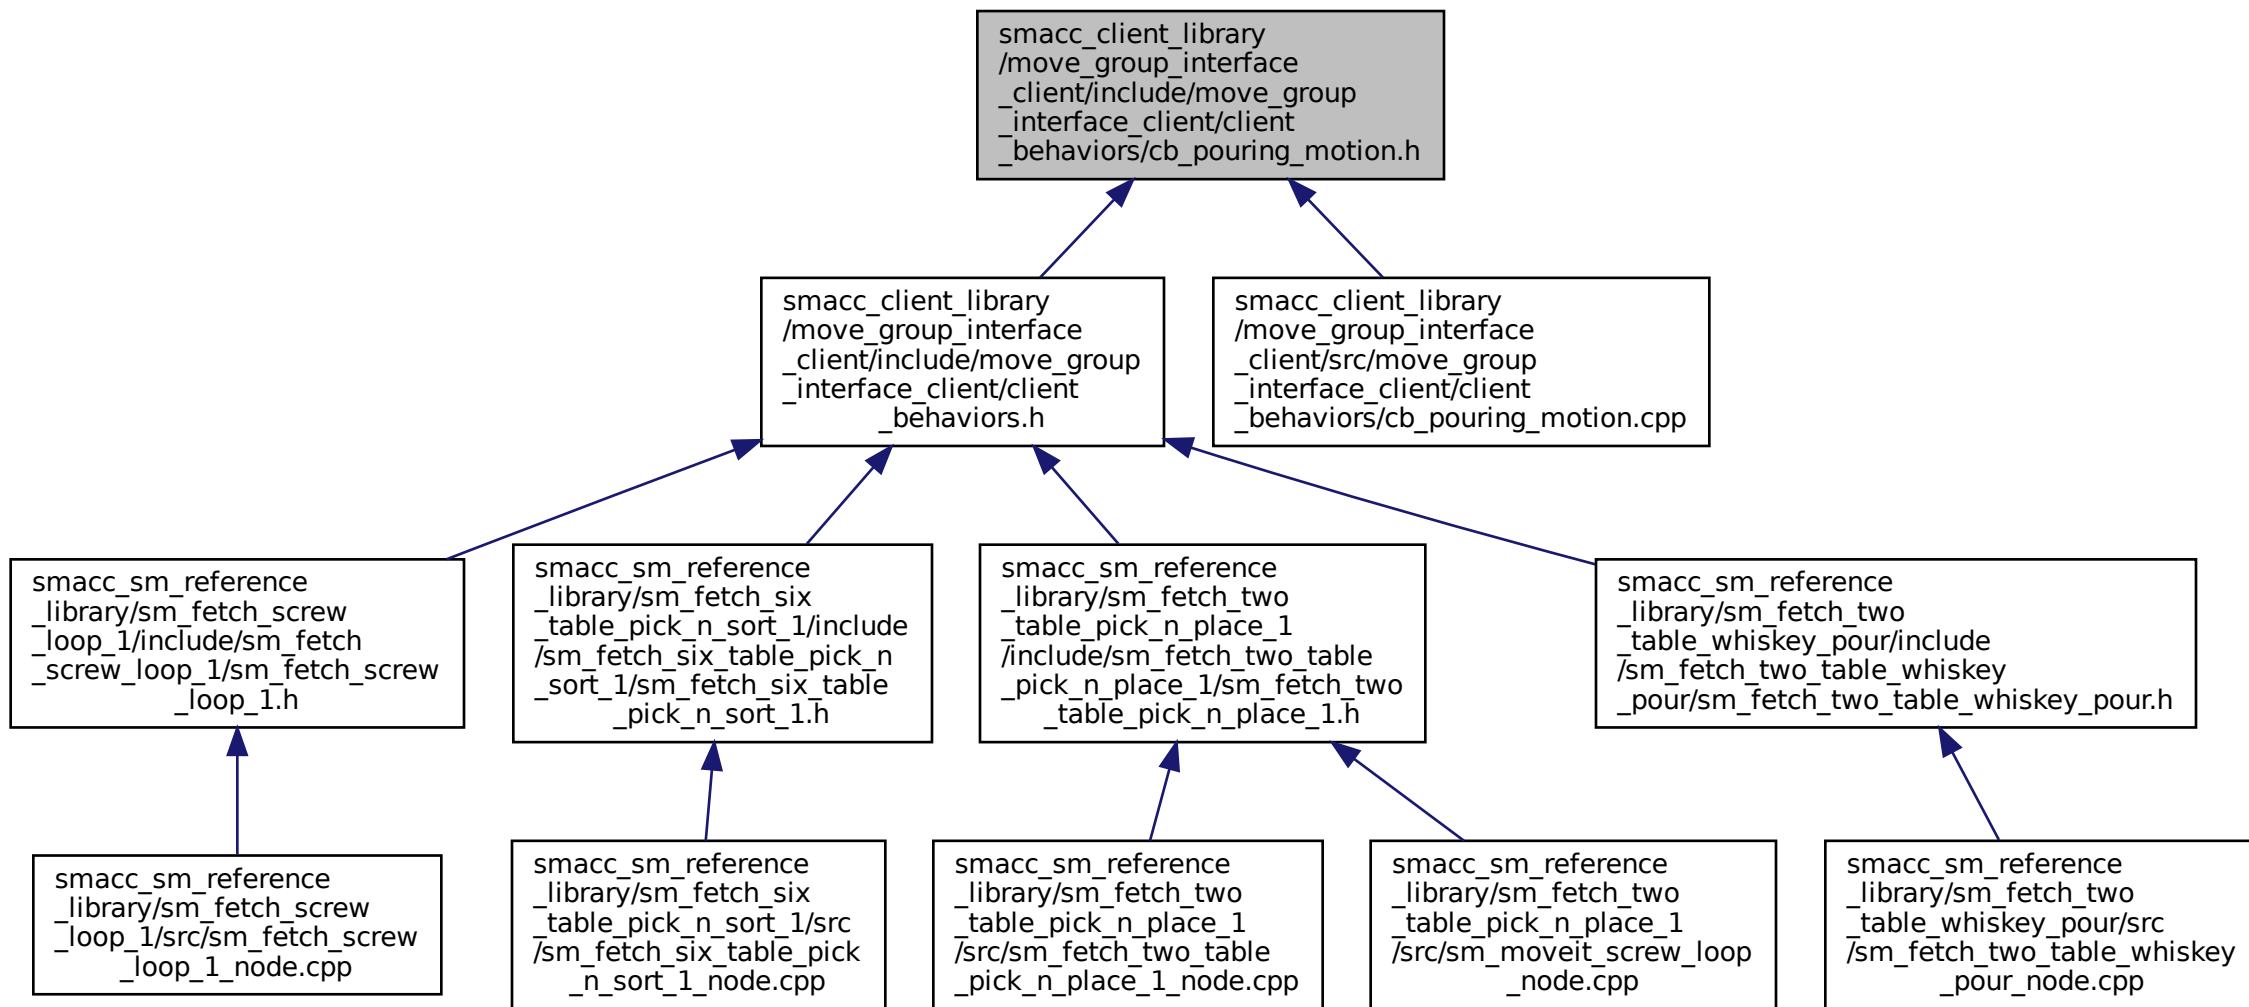 smacc_client_library
/move_group_interface
_client/include/move_group
_interface_client/client
_behaviors/cb_pouring_motion.h
smacc_client_library
/move_group_interface
_client/include/move_group
_interface_client/client
_behaviors.h
smacc_client_library
/move_group_interface
_client/src/move_group
_interface_client/client
_behaviors/cb_pouring_motion.cpp
smacc_sm_reference
_library/sm_fetch_screw
_loop_1/include/sm_fetch
_screw_loop_1/sm_fetch_screw
_loop_1.h
smacc_sm_reference
_library/sm_fetch_six
_table_pick_n_sort_1/include
/sm_fetch_six_table_pick_n
_sort_1/sm_fetch_six_table
_pick_n_sort_1.h
smacc_sm_reference
_library/sm_fetch_two
_table_pick_n_place_1
/include/sm_fetch_two_table
_pick_n_place_1/sm_fetch_two
_table_pick_n_place_1.h
smacc_sm_reference
_library/sm_fetch_two
_table_whiskey_pour/include
/sm_fetch_two_table_whiskey
_pour/sm_fetch_two_table_whiskey_pour.h
smacc_sm_reference
_library/sm_fetch_screw
_loop_1/src/sm_fetch_screw
_loop_1_node.cpp
smacc_sm_reference
_library/sm_fetch_six
_table_pick_n_sort_1/src
/sm_fetch_six_table_pick
_n_sort_1_node.cpp
smacc_sm_reference
_library/sm_fetch_two
_table_pick_n_place_1
/src/sm_fetch_two_table
_pick_n_place_1_node.cpp
smacc_sm_reference
_library/sm_fetch_two
_table_pick_n_place_1
/src/sm_moveit_screw_loop
_node.cpp
smacc_sm_reference
_library/sm_fetch_two
_table_whiskey_pour/src
/sm_fetch_two_table_whiskey
_pour_node.cpp